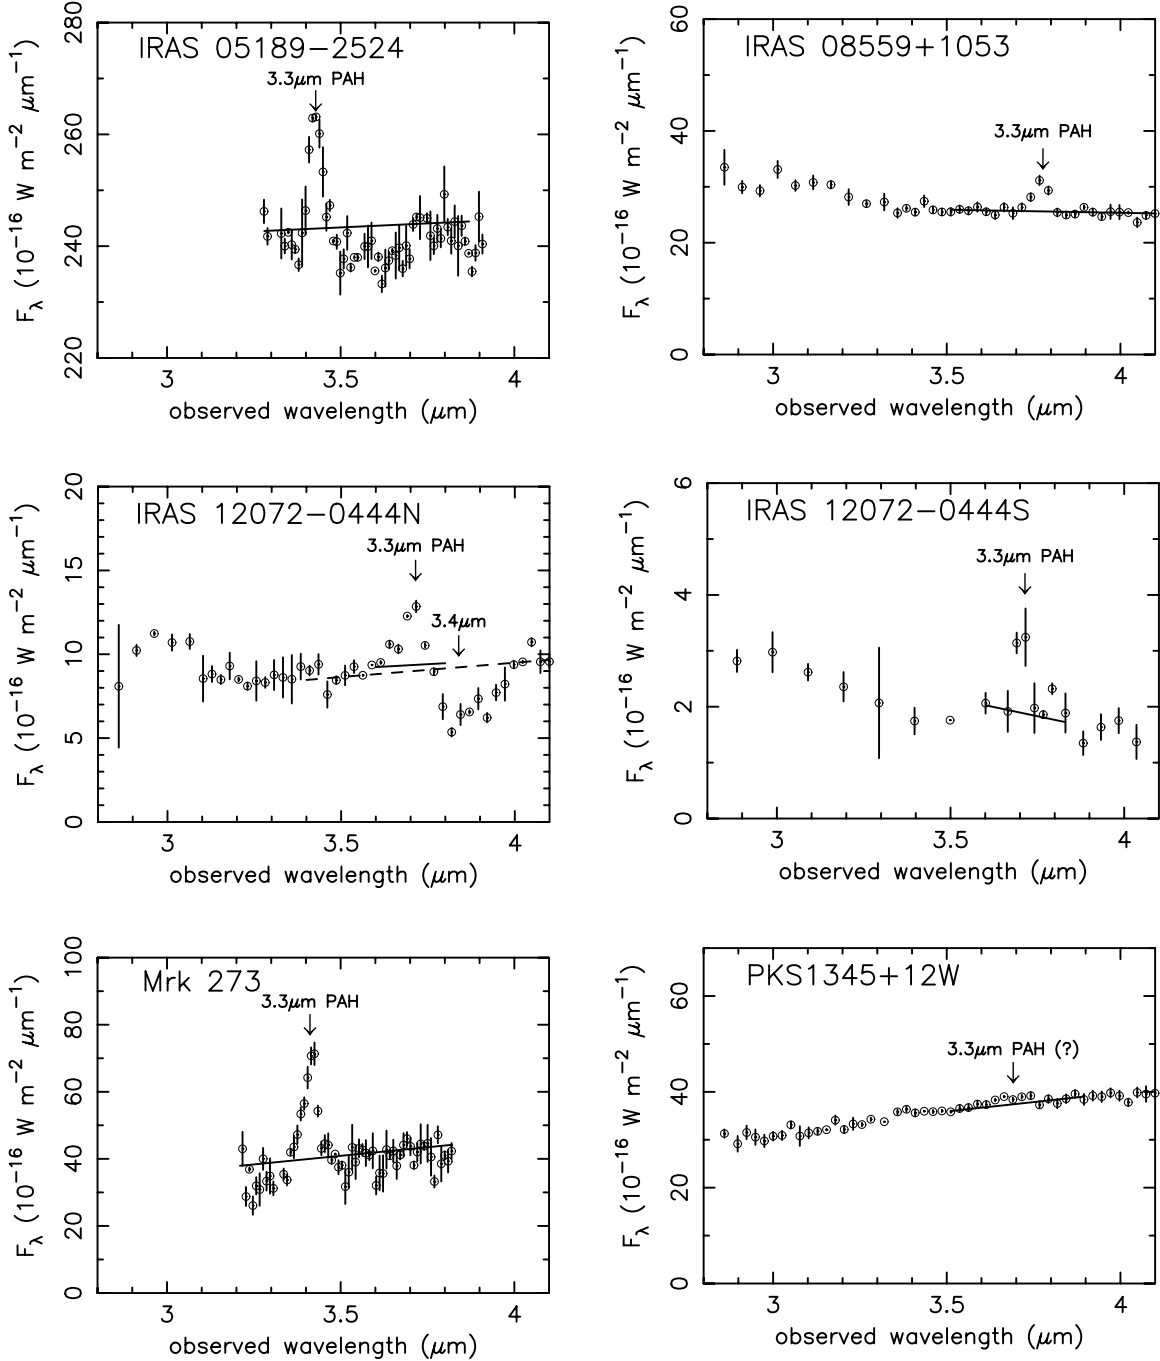 IRAS 05189−2524
3.3μm PAH
F_λ (10^−16 W m^−2 μm^−1)
280
260
240
220
3 3.5 4
observed wavelength (μm)
IRAS 08559+1053
3.3μm PAH
F_λ (10^−16 W m^−2 μm^−1)
60
40
20
0
3 3.5 4
observed wavelength (μm)
IRAS 12072−0444N
3.3μm PAH
3.4μm
F_λ (10^−16 W m^−2 μm^−1)
20
15
10
5
0
3 3.5 4
observed wavelength (μm)
IRAS 12072−0444S
3.3μm PAH
F_λ (10^−16 W m^−2 μm^−1)
6
4
2
0
3 3.5 4
observed wavelength (μm)
Mrk 273
3.3μm PAH
F_λ (10^−16 W m^−2 μm^−1)
100
80
60
40
20
0
3 3.5 4
observed wavelength (μm)
PKS1345+12W
3.3μm PAH (?)
F_λ (10^−16 W m^−2 μm^−1)
60
40
20
0
3 3.5 4
observed wavelength (μm)